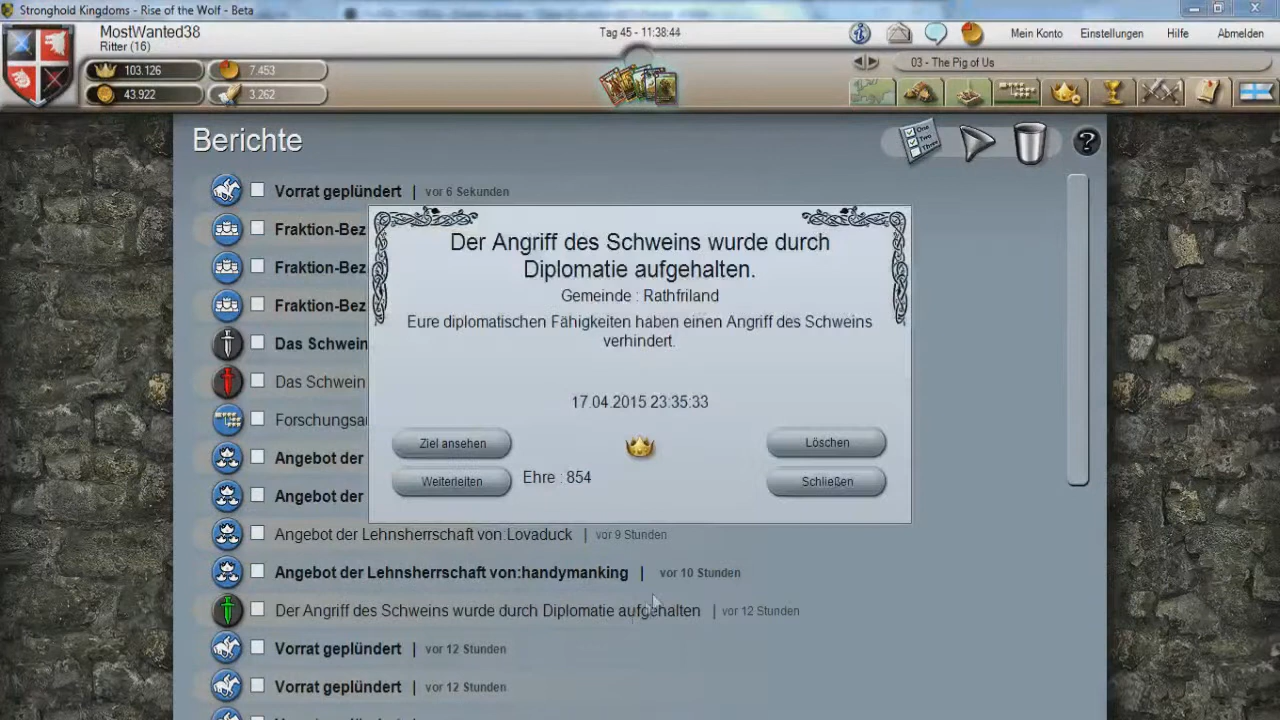 Stronghold Kingdoms - Rise of the Wolf - Beta
MostWanted38
Ritter (16)
Tag 45 - 11:38:44
Mein Konto
Einstellungen
Hilfe
Abmelden
103.126
7.453
03 - The Pig of Us
43.922
3.262
Berichte
One
Two
Three
?
Vorrat geplündert | vor 6 Sekunden
Fraktion-Bez
Fraktion-Bez
Fraktion-Bez
Das Schwein
Das Schwein
Angebot der
Angebot der
Der Angriff des Schweins wurde durch
Diplomatie aufgehalten.
Gemeinde : Rathfriland
Eure diplomatischen Fähigkeiten haben einen Angriff des Schweins
verhindert.
17.04.2015 23:35:33
Ziel ansehen
Löschen
Weiterleiten
Ehre : 854
Schließen
Angebot der Lehnsherrschaft von:Lovaduck | vor 9 Stunden
Angebot der Lehnsherrschaft von:handymanking | vor 10 Stunden
Der Angriff des Schweins wurde durch Diplomatie aufgehalten | vor 12 Stunden
Vorrat geplündert | vor 12 Stunden
Vorrat geplündert | vor 12 Stunden